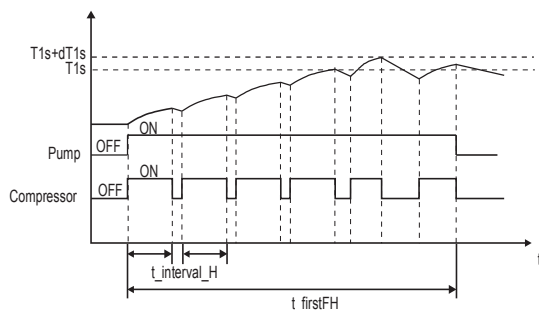 T1s+dT1s
T1s
ON
Pump
OFF
ON
Compressor
OFF
t
t_interval_H
t_firstFH